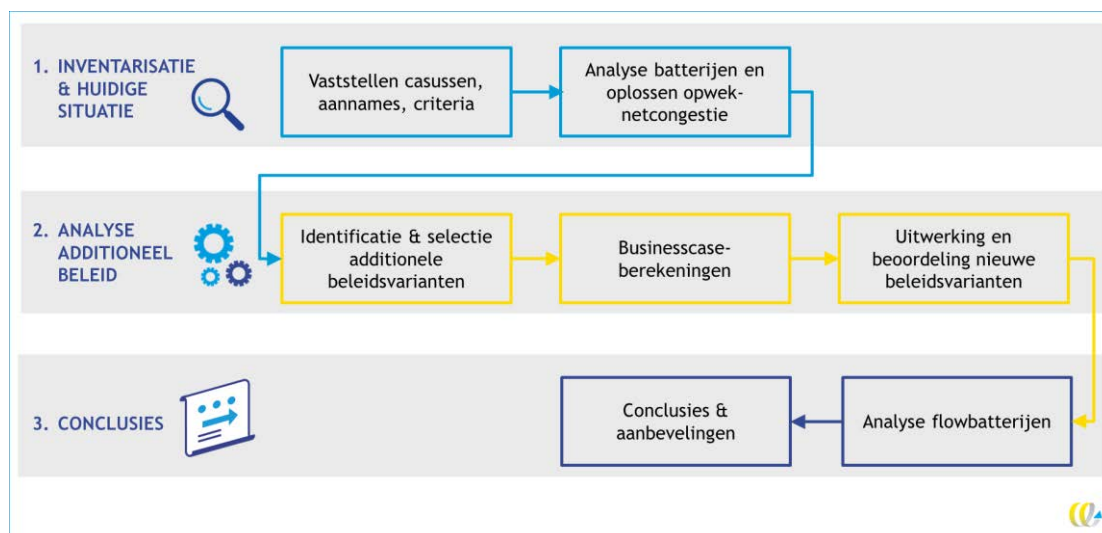 1. INVENTARISATIE
& HUIDIGE
SITUATIE
Vaststellen casussen,
aannames, criteria
Analyse batterijen en
oplossen opwek-
netcongestie
2. ANALYSE
ADDITIONEEL
BELEID
Identificatie & selectie
additionele
beleidsvarianten
Businesscase-
berekeningen
Uitwerking en
beoordeling nieuwe
beleidsvarianten
3. CONCLUSIES
Conclusies &
aanbevelingen
Analyse flowbatterijen